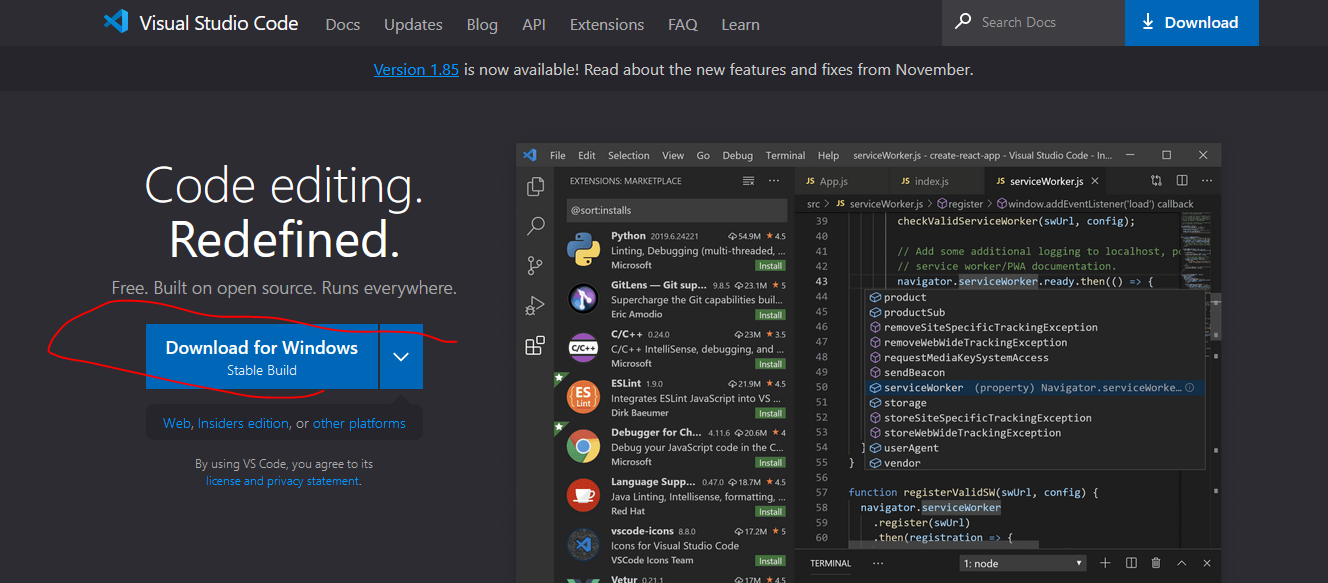 Visual Studio Code Docs Updates Blog API Extensions FAQ Learn Search Docs Download
Version 1.85 is now available! Read about the new features and fixes from November.
Code editing.
Redefined.
Free. Built on open source. Runs everywhere.
Download for Windows
Stable Build
Web, Insiders edition, or other platforms
By using VS Code, you agree to its
license and privacy statement.
File Edit Selection View Go Debug Terminal Help serviceWorker.js - create-react-app - Visual Studio Code - In...
EXTENSIONS: MARKETPLACE
@sort:installs
Python 2019.6.24221 54.9M 4.5
Linting, Debugging (multi-threaded, ...
Microsoft Install
GitLens — Git sup... 9.8.5 23.1M 5
Supercharge the Git capabilities buil...
Eric Amodio Install
C/C++ 0.24.0 23M 3.5
C/C++ IntelliSense, debugging, and ...
Microsoft Install
ESLint 1.9.0 21.9M 4.5
Integrates ESLint JavaScript into VS ...
Dirk Baeumer Install
Debugger for Ch... 4.11.6 20.6M 4
Debug your JavaScript code in the C...
Microsoft Install
Language Supp... 0.47.0 18.7M 4.5
Java Linting, Intellisense, formatting, ...
Red Hat Install
vscode-icons 8.8.0 17.2M 5
Icons for Visual Studio Code
VSCode Icons Team Install
Vetur 0.21.1 17M 4.5
C/C++
ES
Lint
JS App.js JS index.js JS serviceWorker.js
src > JS serviceWorker.js > register > window.addEventListener('load') callback
39 checkValidServiceWorker(swUrl, config);
40
41 // Add some additional logging to localhost, p
42 // service worker/PWA documentation.
43 navigator.serviceWorker.ready.then(() => {
44 product
45 productSub
46 removeSiteSpecificTrackingException
47 removeWebWideTrackingException
48 requestMediaKeySystemAccess
49 sendBeacon
50 serviceWorker (property) Navigator.serviceWorke...
51 storage
52 storeSiteSpecificTrackingException
53 storeWebWideTrackingException
54 } userAgent
55 } vendor
56
57 function registerValidSW(swUrl, config) {
58 navigator.serviceWorker
59 .register(swUrl)
60 .then(registration => {
TERMINAL ... 1: node